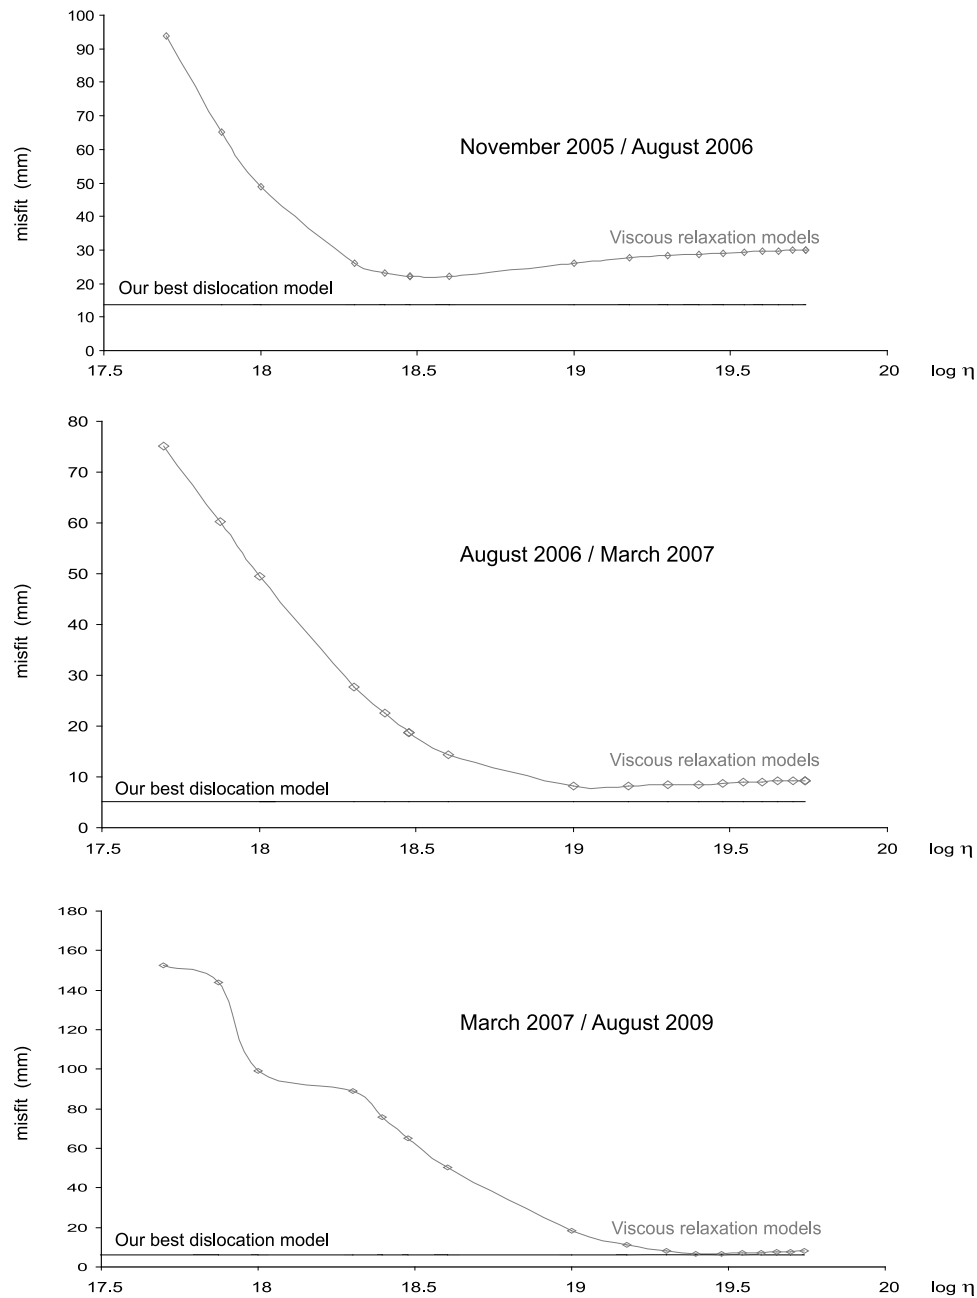 100
90
80
70
60
50
40
30
20
10
0
misfit (mm)
November 2005 / August 2006
Viscous relaxation models
Our best dislocation model
17.5 18 18.5 19 19.5 20 log η
80
70
60
50
40
30
20
10
0
misfit (mm)
August 2006 / March 2007
Viscous relaxation models
Our best dislocation model
17.5 18 18.5 19 19.5 20 log η
180
160
140
120
100
80
60
40
20
0
misfit (mm)
March 2007 / August 2009
Viscous relaxation models
Our best dislocation model
17.5 18 18.5 19 19.5 20 log η